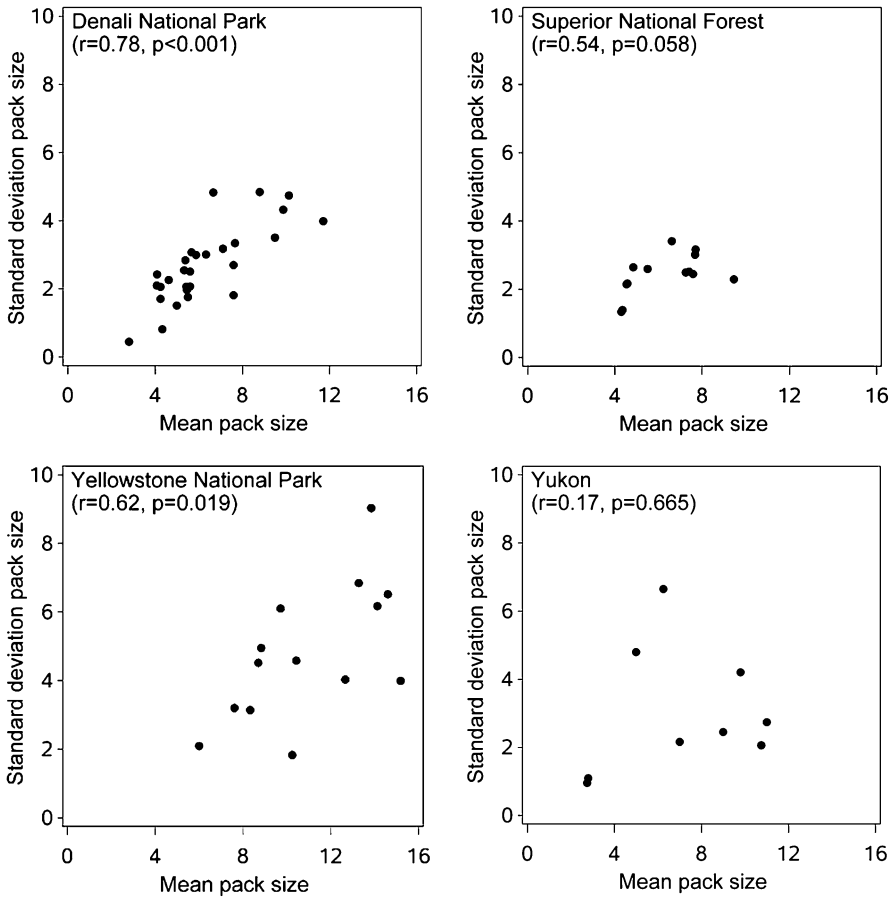 Denali National Park
(r=0.78, p<0.001)
Standard deviation pack size
10
8
6
4
2
0
0 4 8 12 16
Mean pack size
Superior National Forest
(r=0.54, p=0.058)
Standard deviation pack size
10
8
6
4
2
0
0 4 8 12 16
Mean pack size
Yellowstone National Park
(r=0.62, p=0.019)
Standard deviation pack size
10
8
6
4
2
0
0 4 8 12 16
Mean pack size
Yukon
(r=0.17, p=0.665)
Standard deviation pack size
10
8
6
4
2
0
0 4 8 12 16
Mean pack size